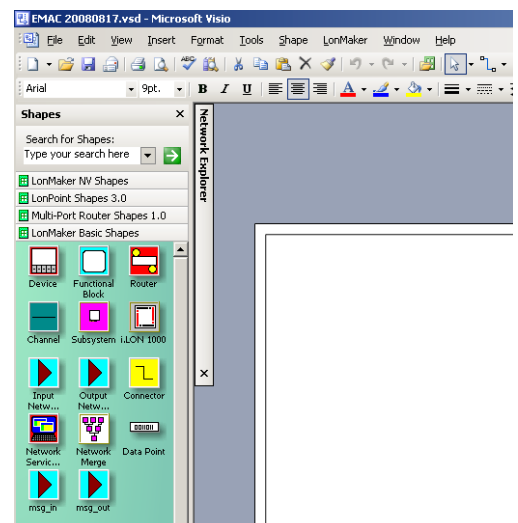 EMAC 20080817.vsd - Microsoft Visio
File Edit View Insert Format Tools Shape LonMaker Window Help
Arial 9pt. B I U A
Shapes ×
Search for Shapes:
Type your search here
LonMaker NV Shapes
LonPoint Shapes 3.0
Multi-Port Router Shapes 1.0
LonMaker Basic Shapes
Device Functional Block Router
Channel Subsystem i.LON 1000
Input Netw... Output Netw... Connector
Network Servic... Network Merge Data Point
msg_in msg_out
Network Explorer